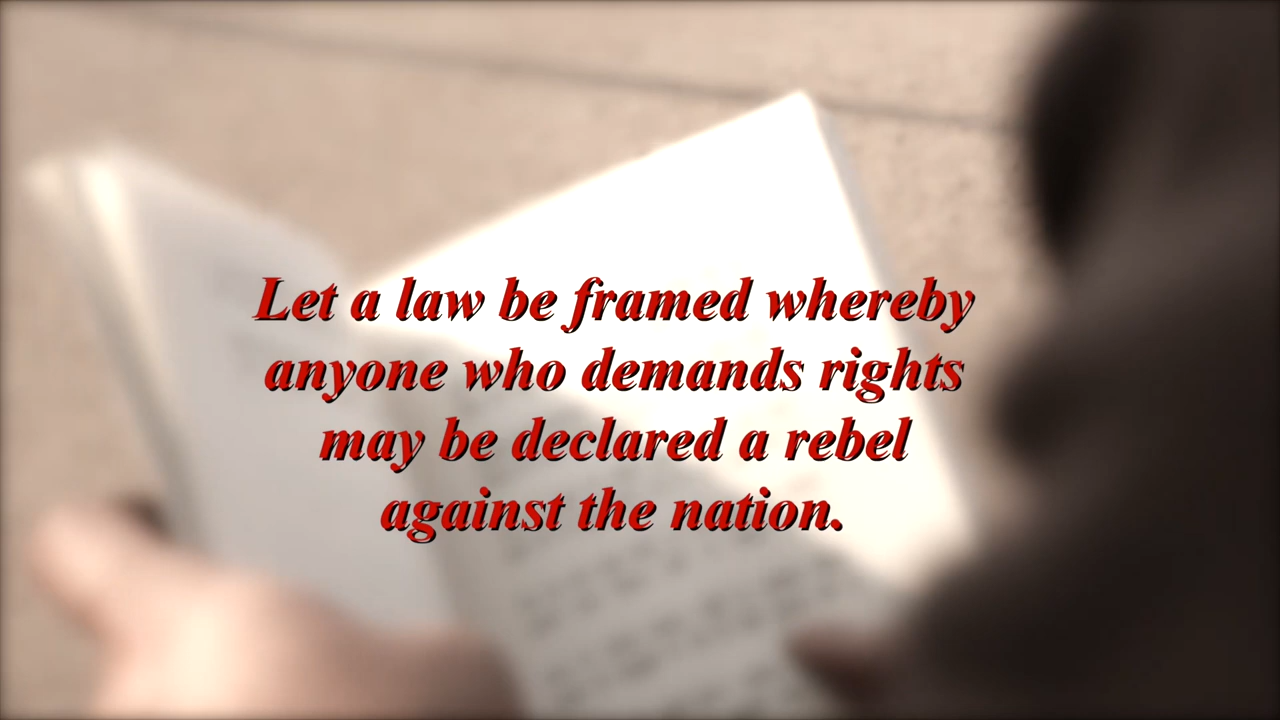 Let a law be framed whereby
anyone who demands rights
may be declared a rebel
against the nation.